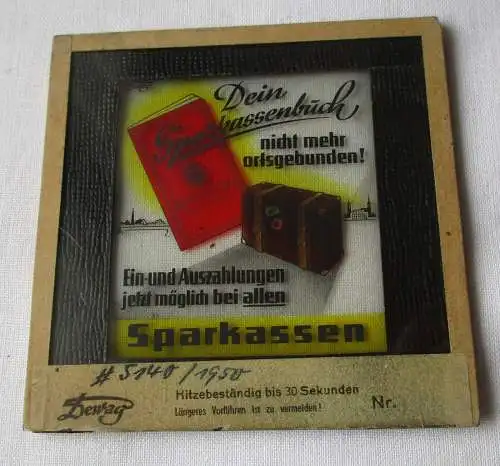 Dein
Sparkassenbuch
nicht mehr
ortsgebunden!
Ein-und Auszahlungen
jetzt möglich bei allen
Sparkassen
# 5140/1950
Dewag
Hitzebeständig bis 30 Sekunden
Längeres Vorführen ist zu vermeiden!
Nr.